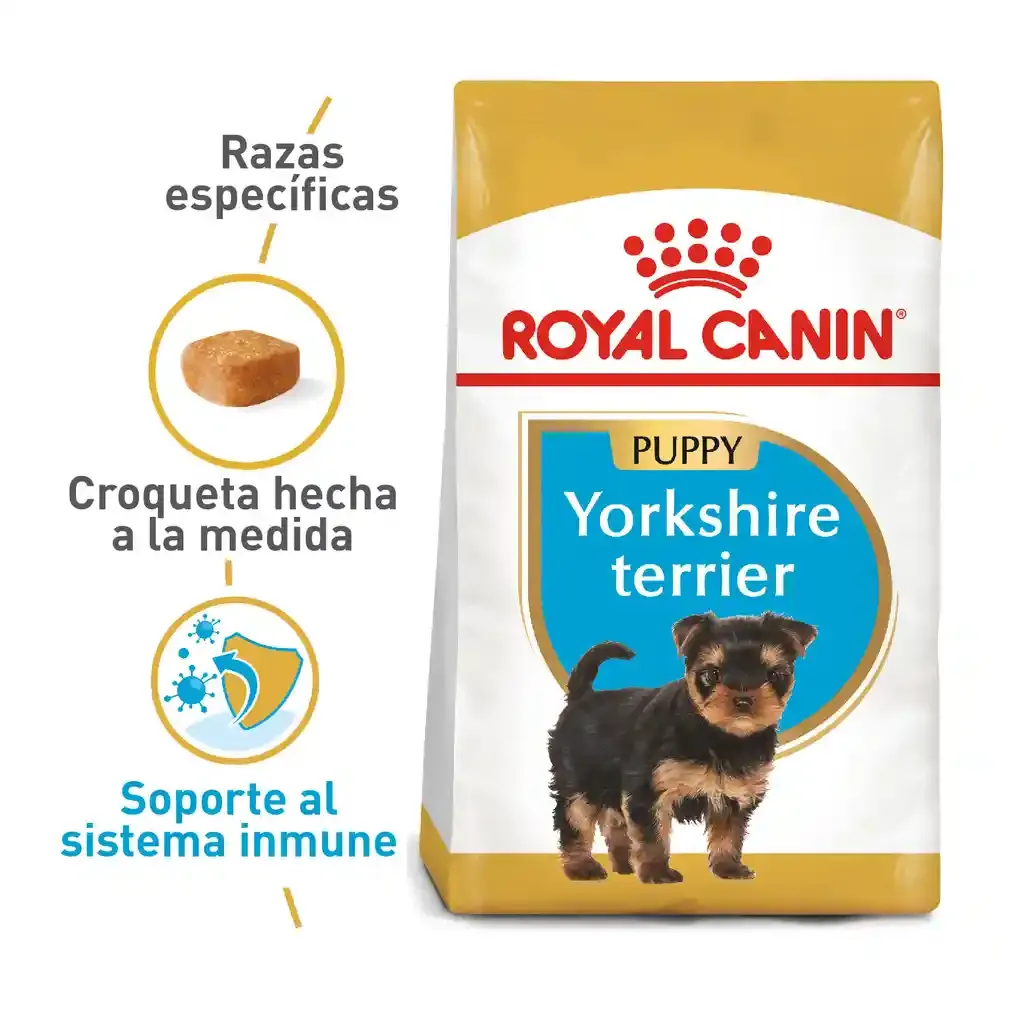 Razas
específicas
Croqueta hecha
a la medida
Soporte al
sistema inmune
ROYAL CANIN®
PUPPY
Yorkshire
terrier